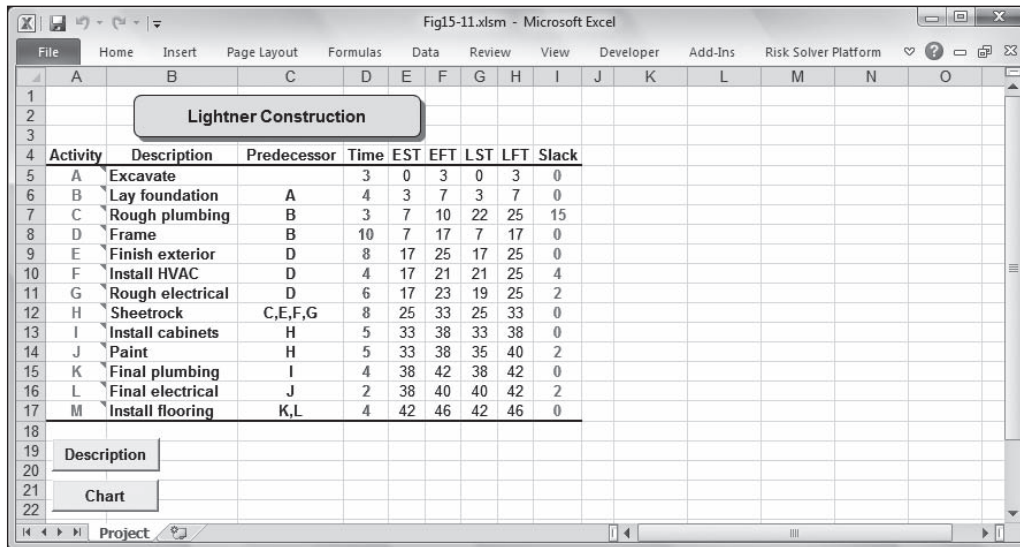 Fig15-11.xlsm - Microsoft Excel
File Home Insert Page Layout Formulas Data Review View Developer Add-Ins Risk Solver Platform
A B C D E F G H I J K L M N O
1
2 Lightner Construction
3
4 Activity Description Predecessor Time EST EFT LST LFT Slack
5 A Excavate 3 0 3 0 3 0
6 B Lay foundation A 4 3 7 3 7 0
7 C Rough plumbing B 3 7 10 22 25 15
8 D Frame B 10 7 17 7 17 0
9 E Finish exterior D 8 17 25 17 25 0
10 F Install HVAC D 4 17 21 21 25 4
11 G Rough electrical D 6 17 23 19 25 2
12 H Sheetrock C,E,F,G 8 25 33 25 33 0
13 I Install cabinets H 5 33 38 33 38 0
14 J Paint H 5 33 38 35 40 2
15 K Final plumbing I 4 38 42 38 42 0
16 L Final electrical J 2 38 40 40 42 2
17 M Install flooring K,L 4 42 46 42 46 0
18
19 Description
20
21 Chart
22
Project